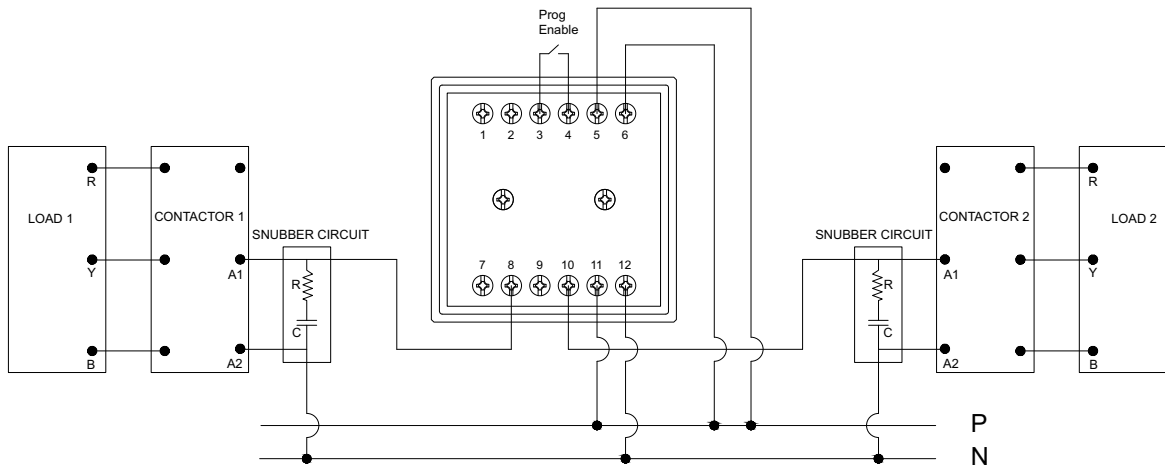 Prog
Enable
1 2 3 4 5 6
R
R
LOAD 1
CONTACTOR 1
CONTACTOR 2
LOAD 2
SNUBBER CIRCUIT
SNUBBER CIRCUIT
7 8 9 10 11 12
Y
A1
R
R
A1
Y
C
C
B
A2
A2
B
P
N